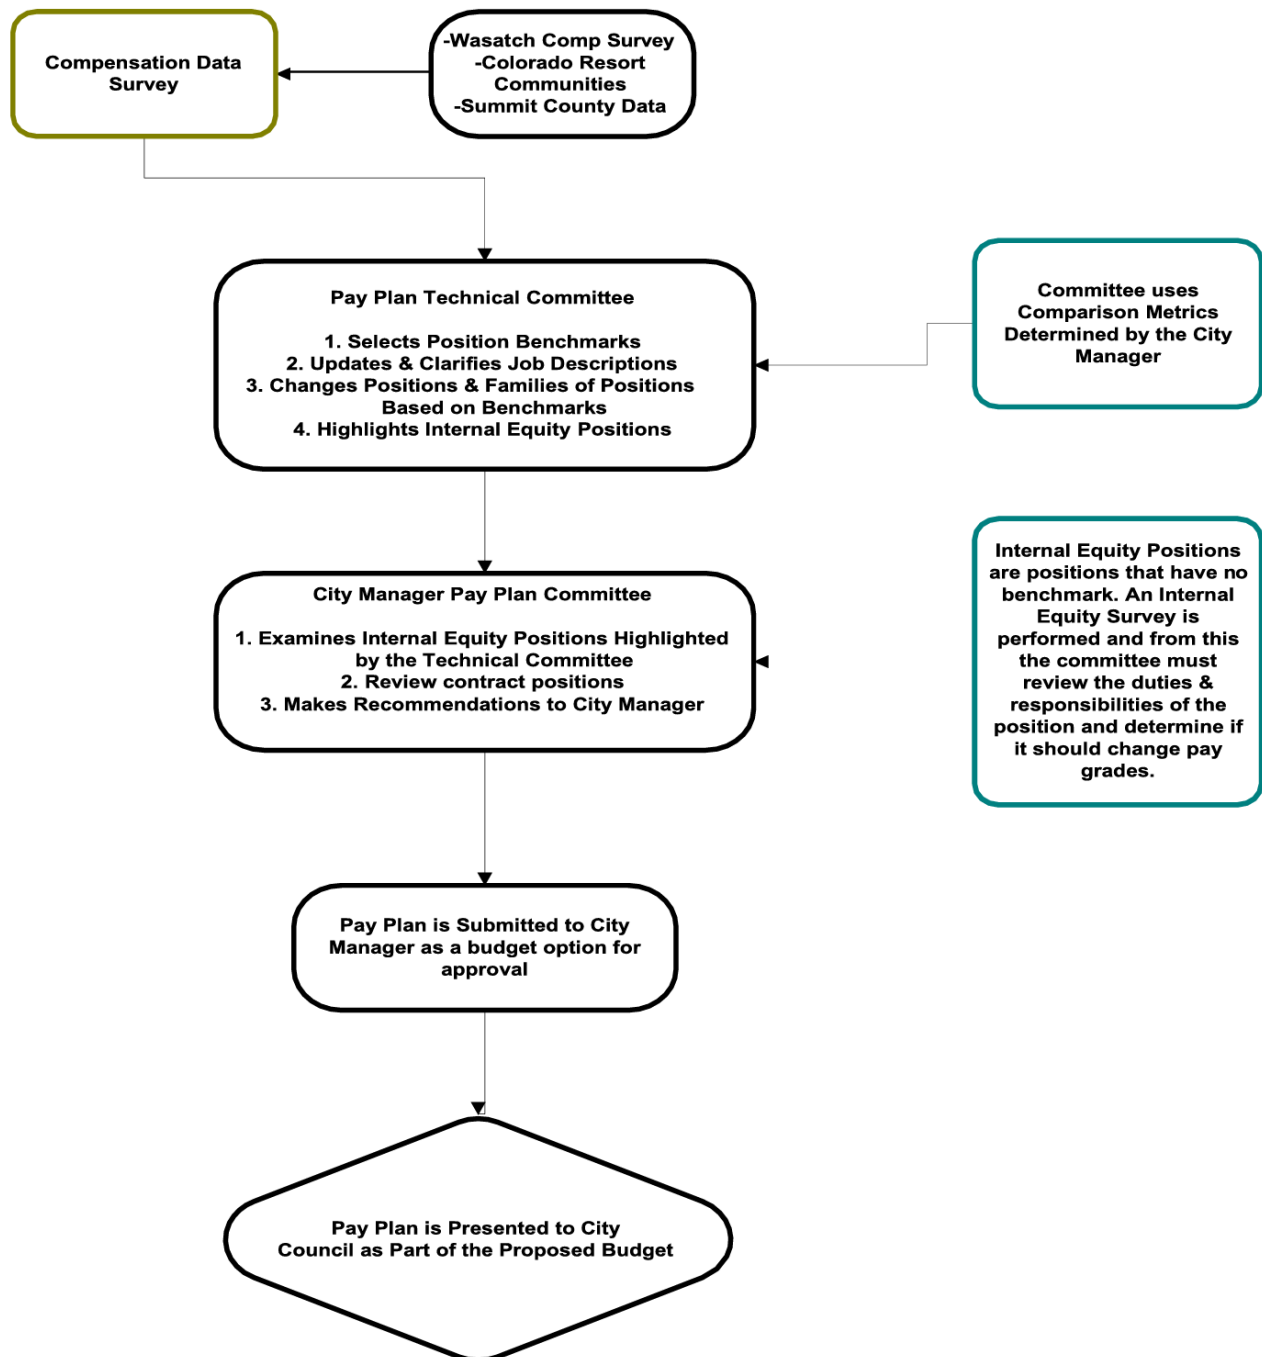 Compensation Data
Survey
-Wasatch Comp Survey
-Colorado Resort
Communities
-Summit County Data
Pay Plan Technical Committee
1. Selects Position Benchmarks
2. Updates & Clarifies Job Descriptions
3. Changes Positions & Families of Positions
Based on Benchmarks
4. Highlights Internal Equity Positions
Committee uses
Comparison Metrics
Determined by the City
Manager
City Manager Pay Plan Committee
1. Examines Internal Equity Positions Highlighted
by the Technical Committee
2. Review contract positions
3. Makes Recommendations to City Manager
Internal Equity Positions
are positions that have no
benchmark. An Internal
Equity Survey is
performed and from this
the committee must
review the duties &
responsibilities of the
position and determine if
it should change pay
grades.
Pay Plan is Submitted to City
Manager as a budget option for
approval
Pay Plan is Presented to City
Council as Part of the Proposed Budget